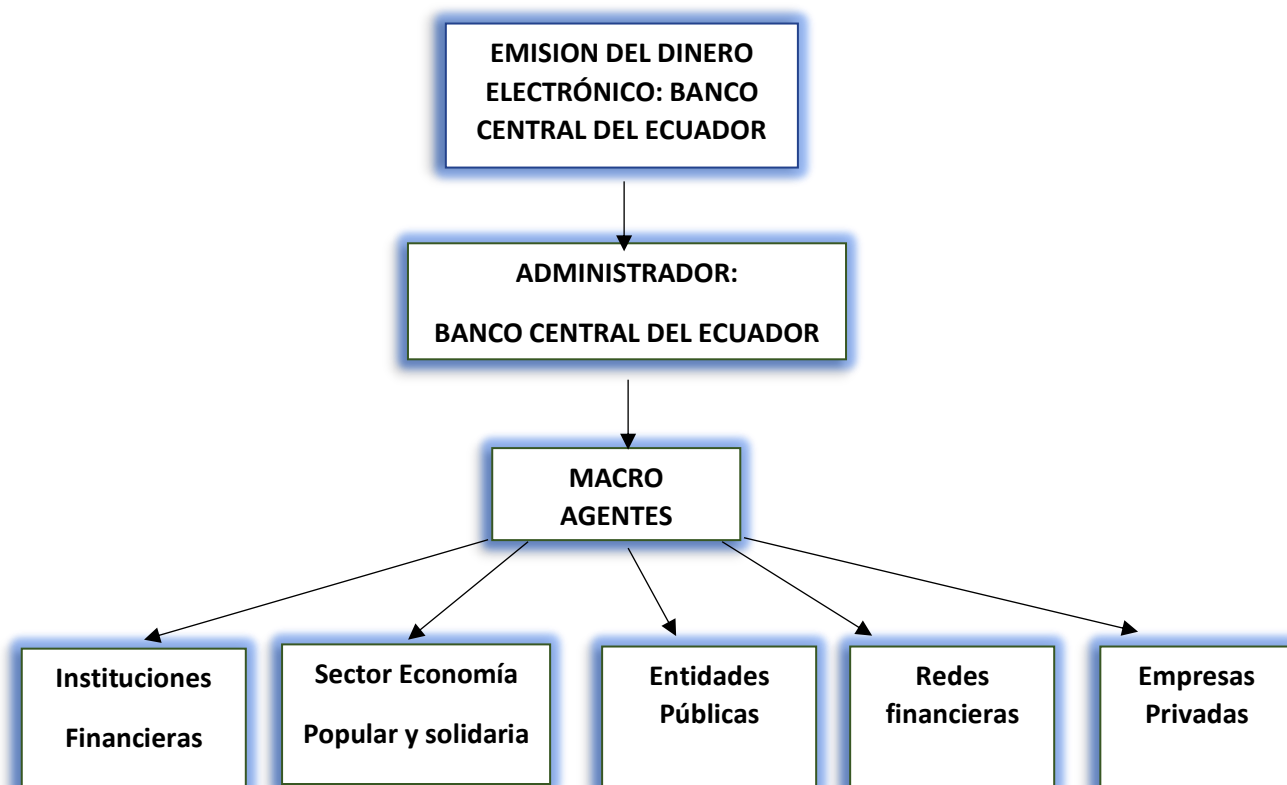 EMISION DEL DINERO
ELECTRÓNICO: BANCO
CENTRAL DEL ECUADOR
ADMINISTRADOR:
BANCO CENTRAL DEL ECUADOR
MACRO
AGENTES
Instituciones
Financieras
Sector Economía
Popular y solidaria
Entidades
Públicas
Redes
financieras
Empresas
Privadas